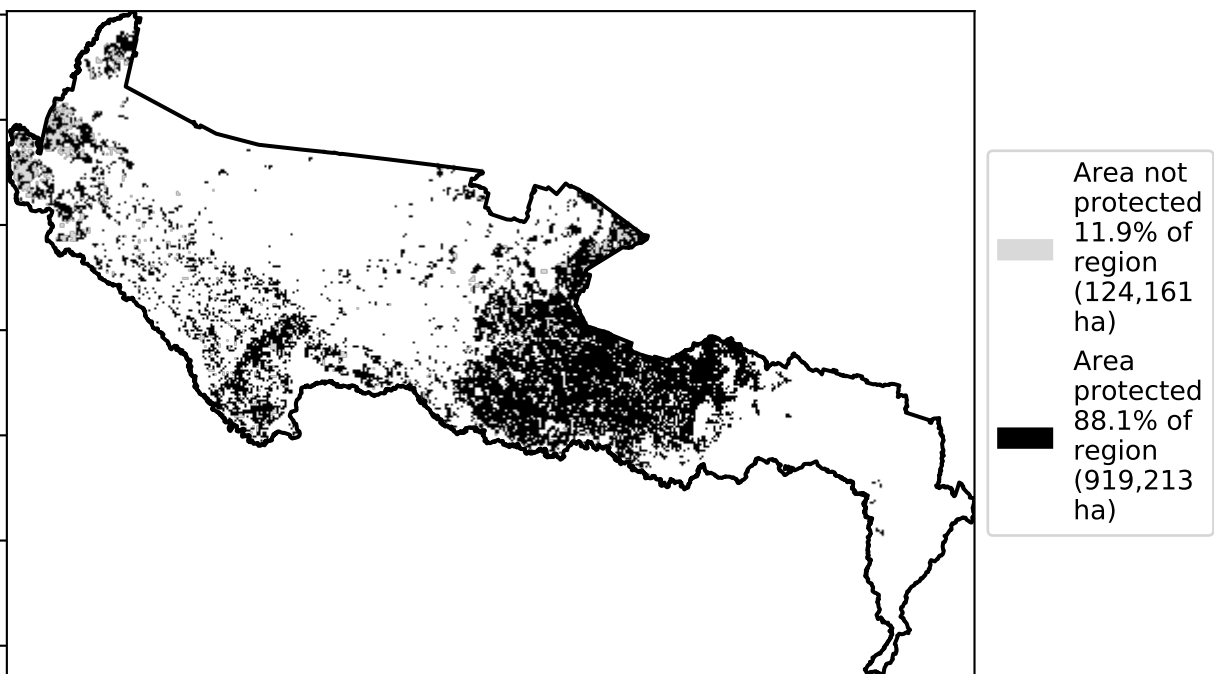 Area not
protected
11.9% of
region
(124,161
ha)
Area
protected
88.1% of
region
(919,213
ha)